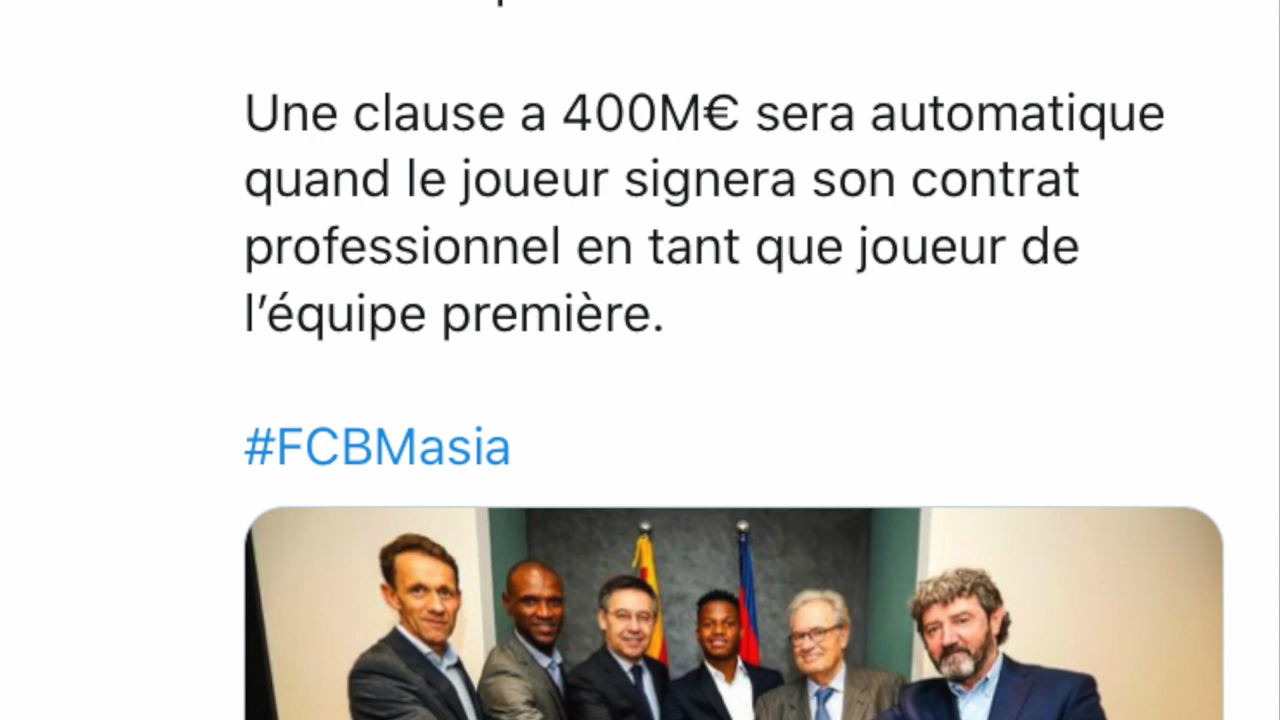 Une clause a 400M€ sera automatique
quand le joueur signera son contrat
professionnel en tant que joueur de
l’équipe première.
#FCBMasia